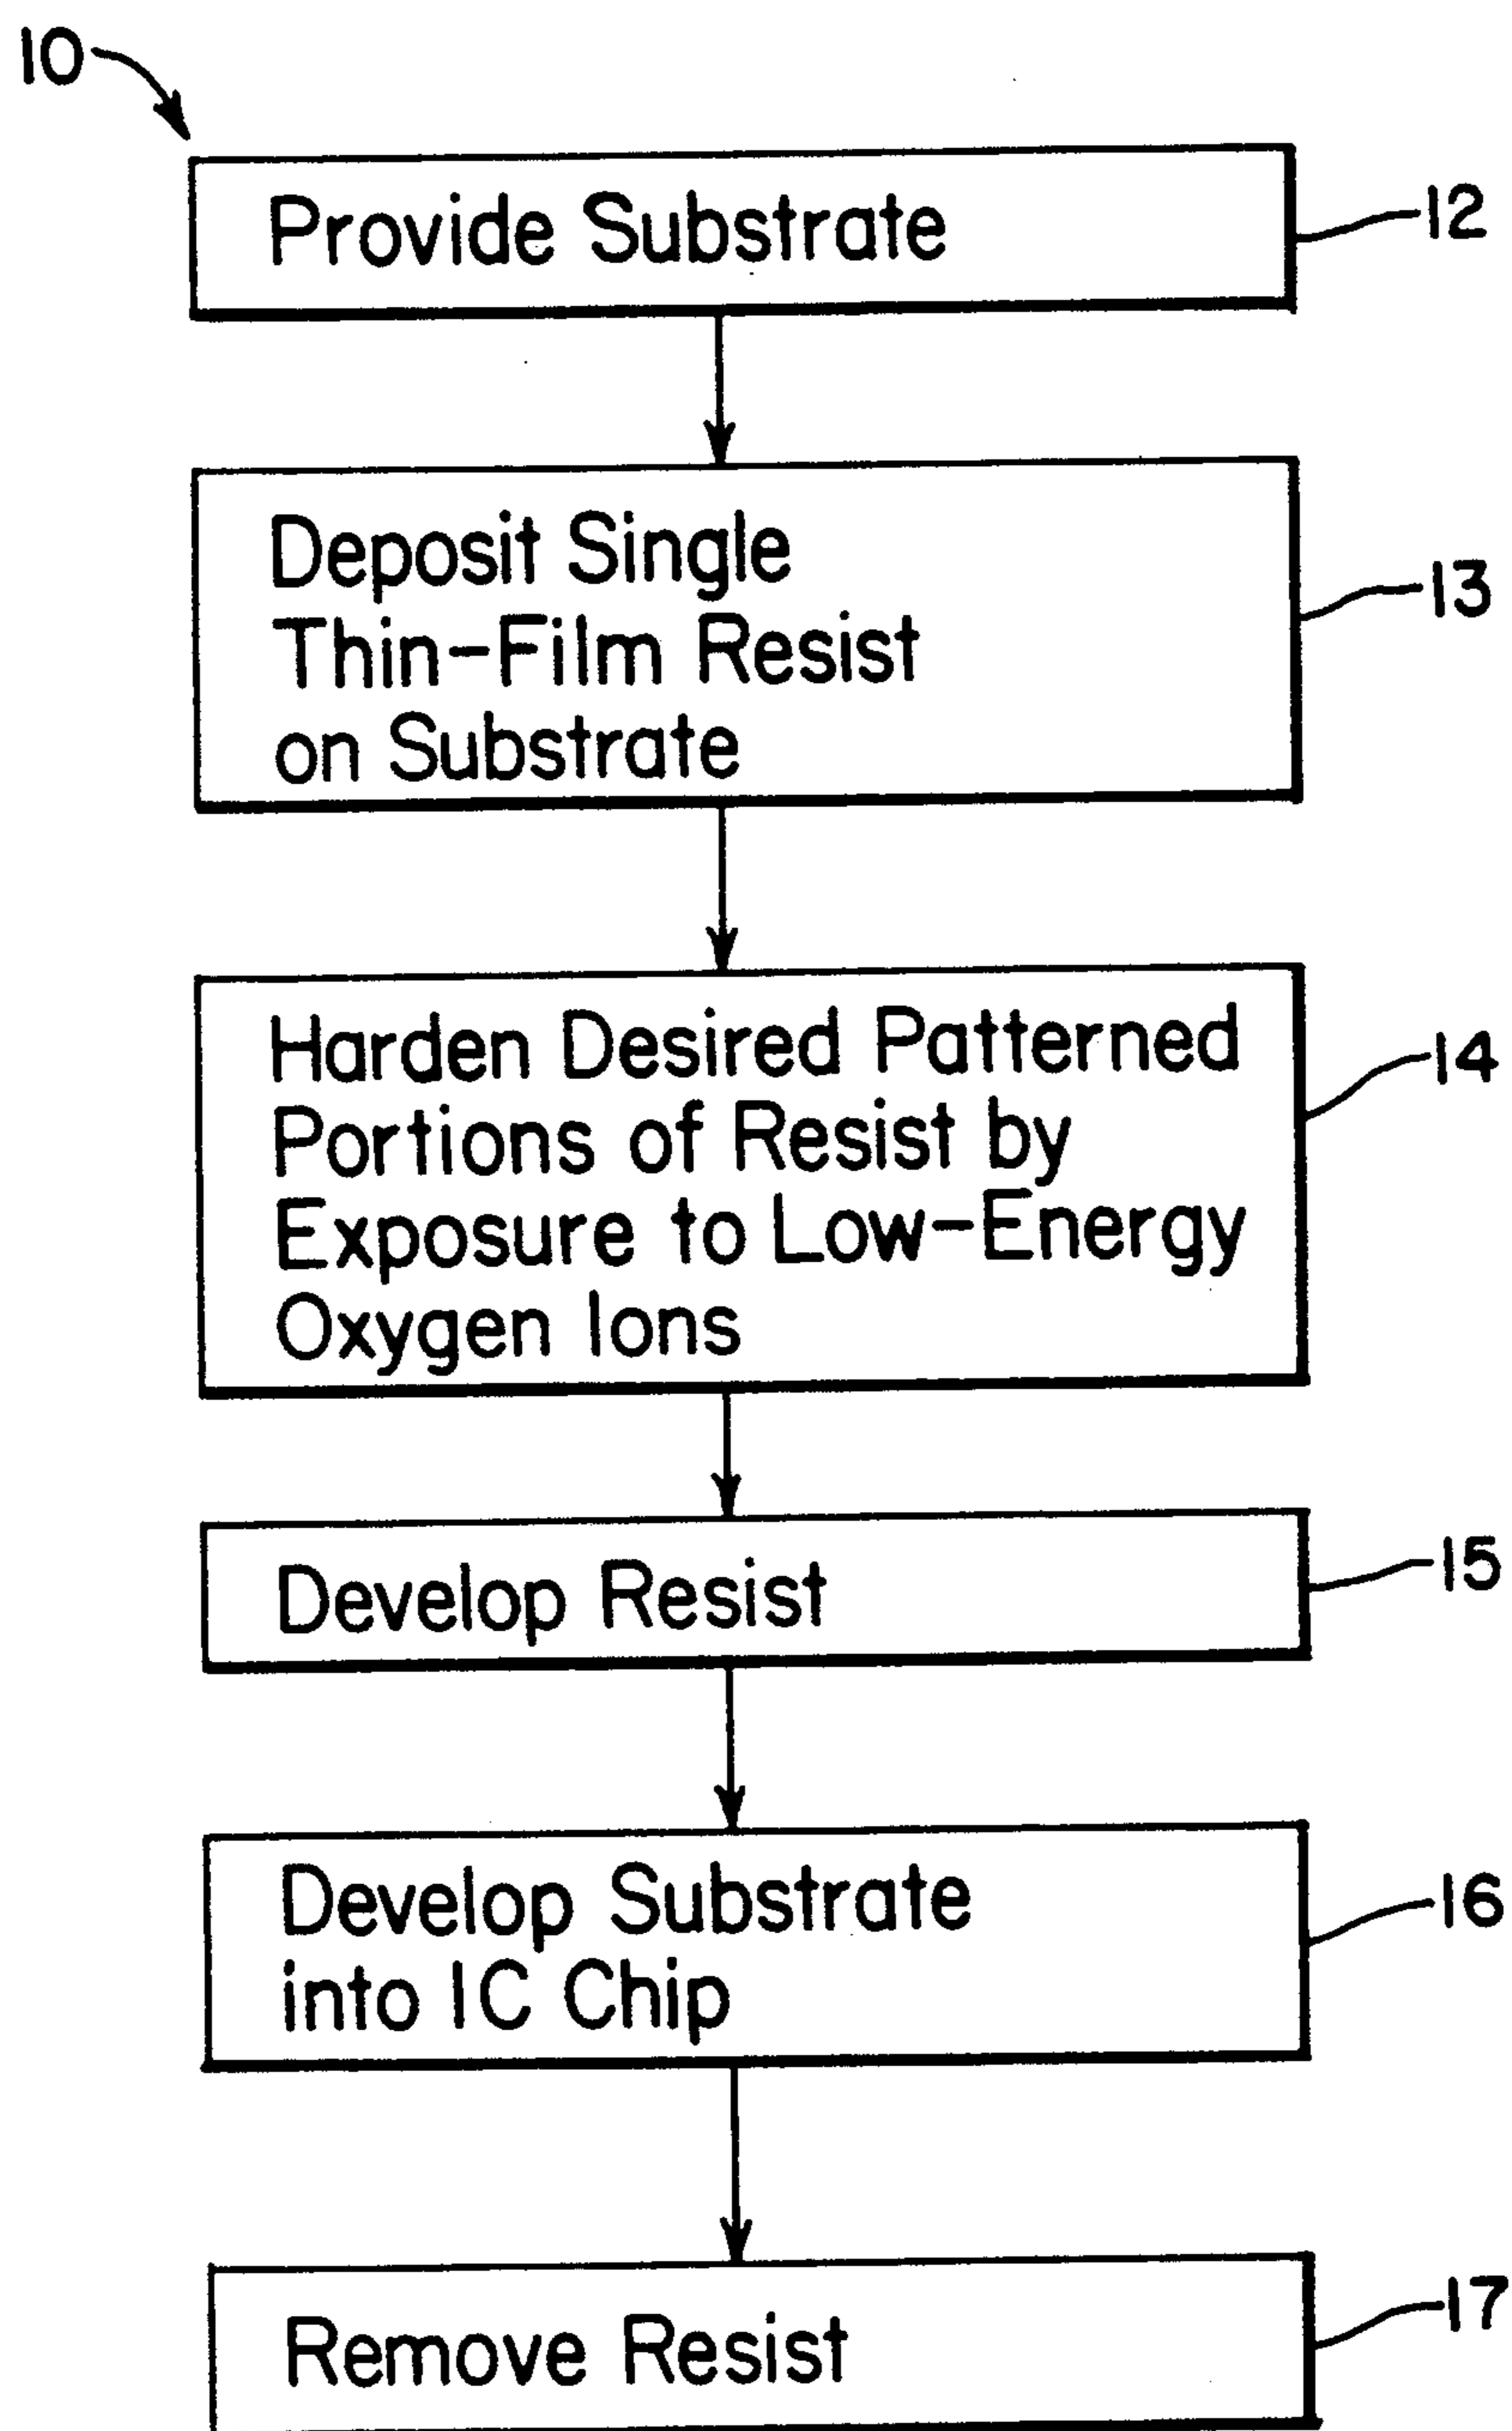 10
Provide Substrate
12
Deposit Single
Thin-Film Resist
on Substrate
13
Harden Desired Patterned
Portions of Resist by
Exposure to Low-Energy
Oxygen Ions
14
Develop Resist
15
Develop Substrate
into IC Chip
16
Remove Resist
17